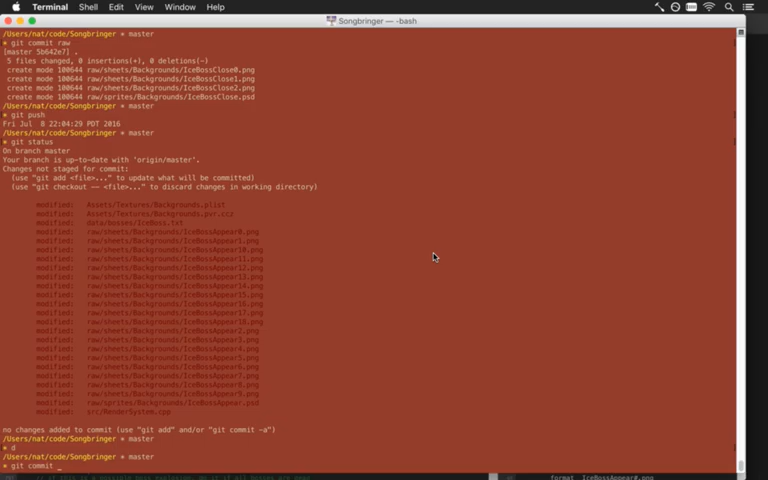 Terminal Shell Edit View Window Help
Songbringer — -bash
/Users/nat/code/Songbringer * master
* git commit raw
[master 5b642e7] .
5 files changed, 0 insertions(+), 0 deletions(-)
create mode 100644 raw/sheets/Backgrounds/IceBossClose0.png
create mode 100644 raw/sheets/Backgrounds/IceBossClose1.png
create mode 100644 raw/sheets/Backgrounds/IceBossClose2.png
create mode 100644 raw/sprites/Backgrounds/IceBossClose.psd
/Users/nat/code/Songbringer * master
* git push
Fri Jul 8 22:04:29 PDT 2016
/Users/nat/code/Songbringer * master
* git status
On branch master
Your branch is up-to-date with 'origin/master'.
Changes not staged for commit:
(use "git add <file>..." to update what will be committed)
(use "git checkout -- <file>..." to discard changes in working directory)
modified: Assets/Textures/Backgrounds.plist
modified: Assets/Textures/Backgrounds.pvr.ccz
modified: data/bosses/IceBoss.txt
modified: raw/sheets/Backgrounds/IceBossAppear0.png
modified: raw/sheets/Backgrounds/IceBossAppear1.png
modified: raw/sheets/Backgrounds/IceBossAppear10.png
modified: raw/sheets/Backgrounds/IceBossAppear11.png
modified: raw/sheets/Backgrounds/IceBossAppear12.png
modified: raw/sheets/Backgrounds/IceBossAppear13.png
modified: raw/sheets/Backgrounds/IceBossAppear14.png
modified: raw/sheets/Backgrounds/IceBossAppear15.png
modified: raw/sheets/Backgrounds/IceBossAppear16.png
modified: raw/sheets/Backgrounds/IceBossAppear17.png
modified: raw/sheets/Backgrounds/IceBossAppear18.png
modified: raw/sheets/Backgrounds/IceBossAppear2.png
modified: raw/sheets/Backgrounds/IceBossAppear3.png
modified: raw/sheets/Backgrounds/IceBossAppear4.png
modified: raw/sheets/Backgrounds/IceBossAppear5.png
modified: raw/sheets/Backgrounds/IceBossAppear6.png
modified: raw/sheets/Backgrounds/IceBossAppear7.png
modified: raw/sheets/Backgrounds/IceBossAppear8.png
modified: raw/sheets/Backgrounds/IceBossAppear9.png
modified: raw/sprites/Backgrounds/IceBossAppear.psd
modified: src/RenderSystem.cpp
no changes added to commit (use "git add" and/or "git commit -a")
/Users/nat/code/Songbringer * master
* d
/Users/nat/code/Songbringer * master
* git commit _
format IceBossAppear#.png